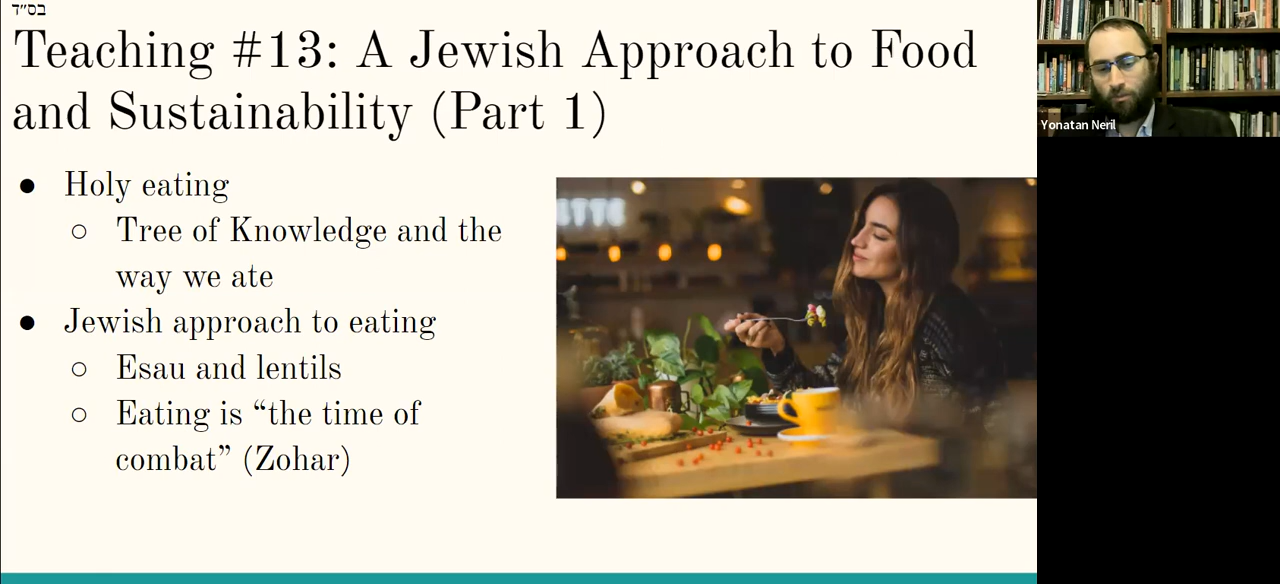 בס״ד
Teaching #13: A Jewish Approach to Food
and Sustainability (Part 1)
● Holy eating
○ Tree of Knowledge and the
way we ate
● Jewish approach to eating
○ Esau and lentils
○ Eating is “the time of
combat” (Zohar)
Yonatan Neril